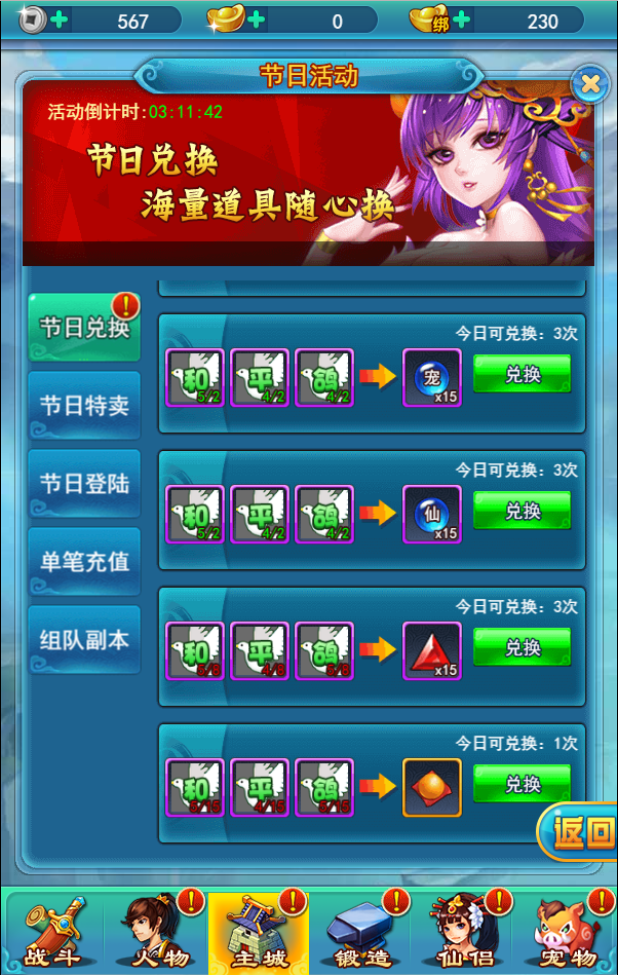 567
0
绑
230
节日活动
活动倒计时:03:11:42
节日兑换
海量道具随心换
节日兑换
节日特卖
节日登陆
单笔充值
组队副本
今日可兑换：3次
和 5/2
平 4/2
鸽 4/2
宠 x15
兑换
今日可兑换：3次
和 5/2
平 4/2
鸽 4/2
仙 x15
兑换
今日可兑换：3次
和 5/8
平 4/8
鸽 5/8
x15
兑换
今日可兑换：1次
和
平 4/15
鸽
兑换
返回
战斗
人物
主城
锻造
仙侣
宠物